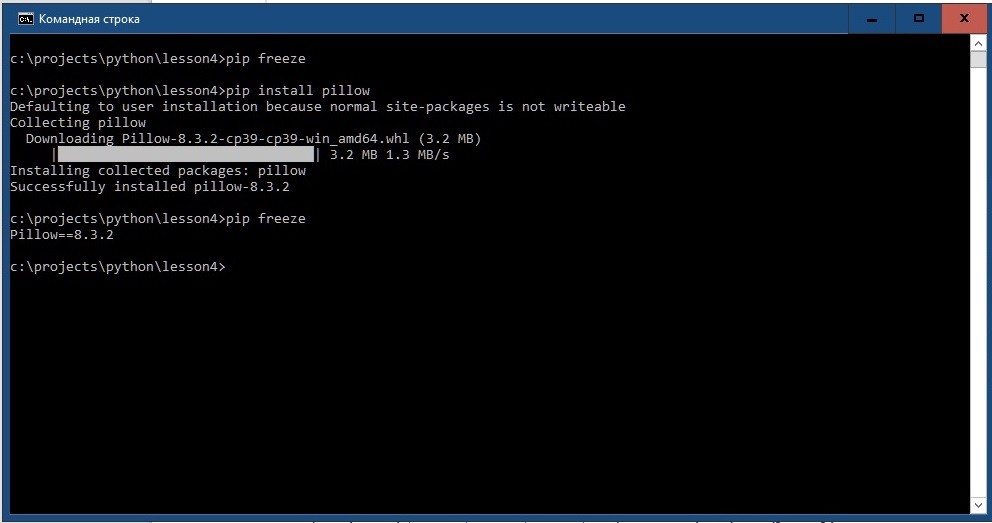 Командная строка
c:\projects\python\lesson4>pip freeze
c:\projects\python\lesson4>pip install pillow
Defaulting to user installation because normal site-packages is not writeable
Collecting pillow
  Downloading Pillow-8.3.2-cp39-cp39-win_amd64.whl (3.2 MB)
| | 3.2 MB 1.3 MB/s
Installing collected packages: pillow
Successfully installed pillow-8.3.2
c:\projects\python\lesson4>pip freeze
Pillow==8.3.2
c:\projects\python\lesson4>